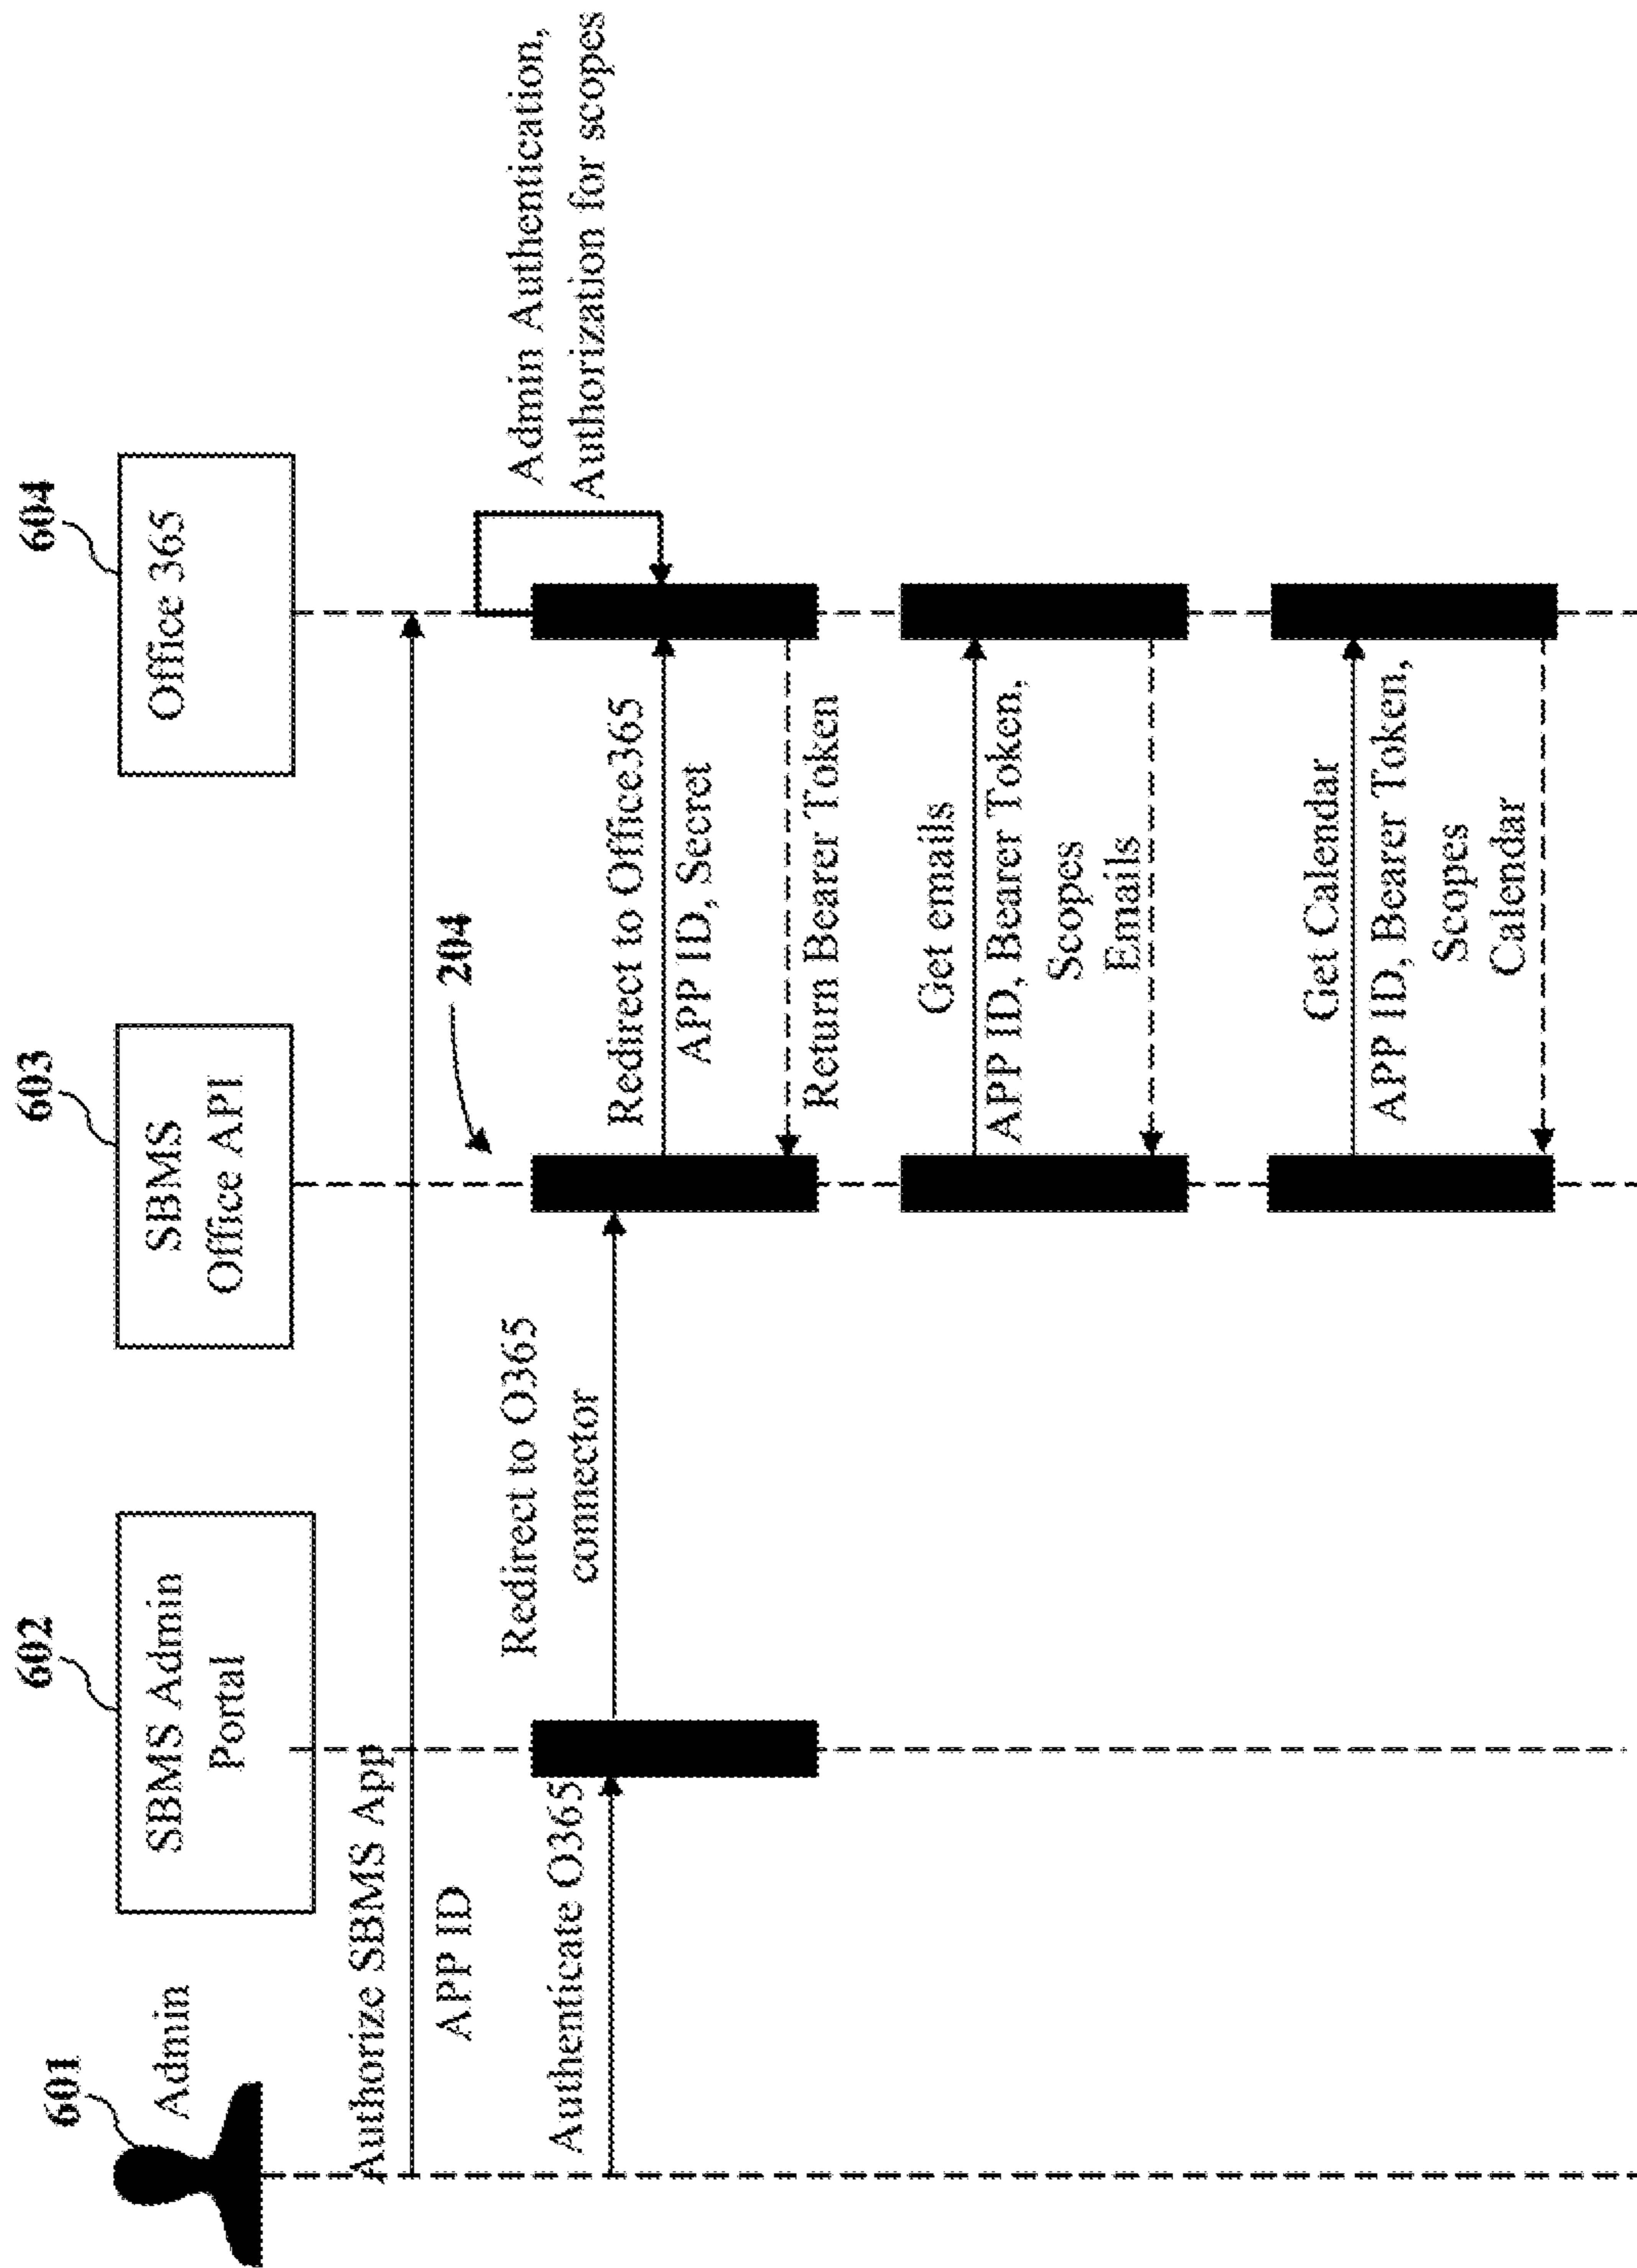 601
Admin
602
SBMS Admin
Portal
603
SBMS
Office API
604
Office 365
Authorize SBMS App
APP ID
204
Admin Authentication,
Authorization for scopes
Authenticate O365
Redirect to O365
connector
Redirect to Office365
APP ID, Secret
Return Bearer Token
Get emails
APP ID, Bearer Token,
Scopes
Emails
Get Calendar
APP ID, Bearer Token,
Scopes
Calendar